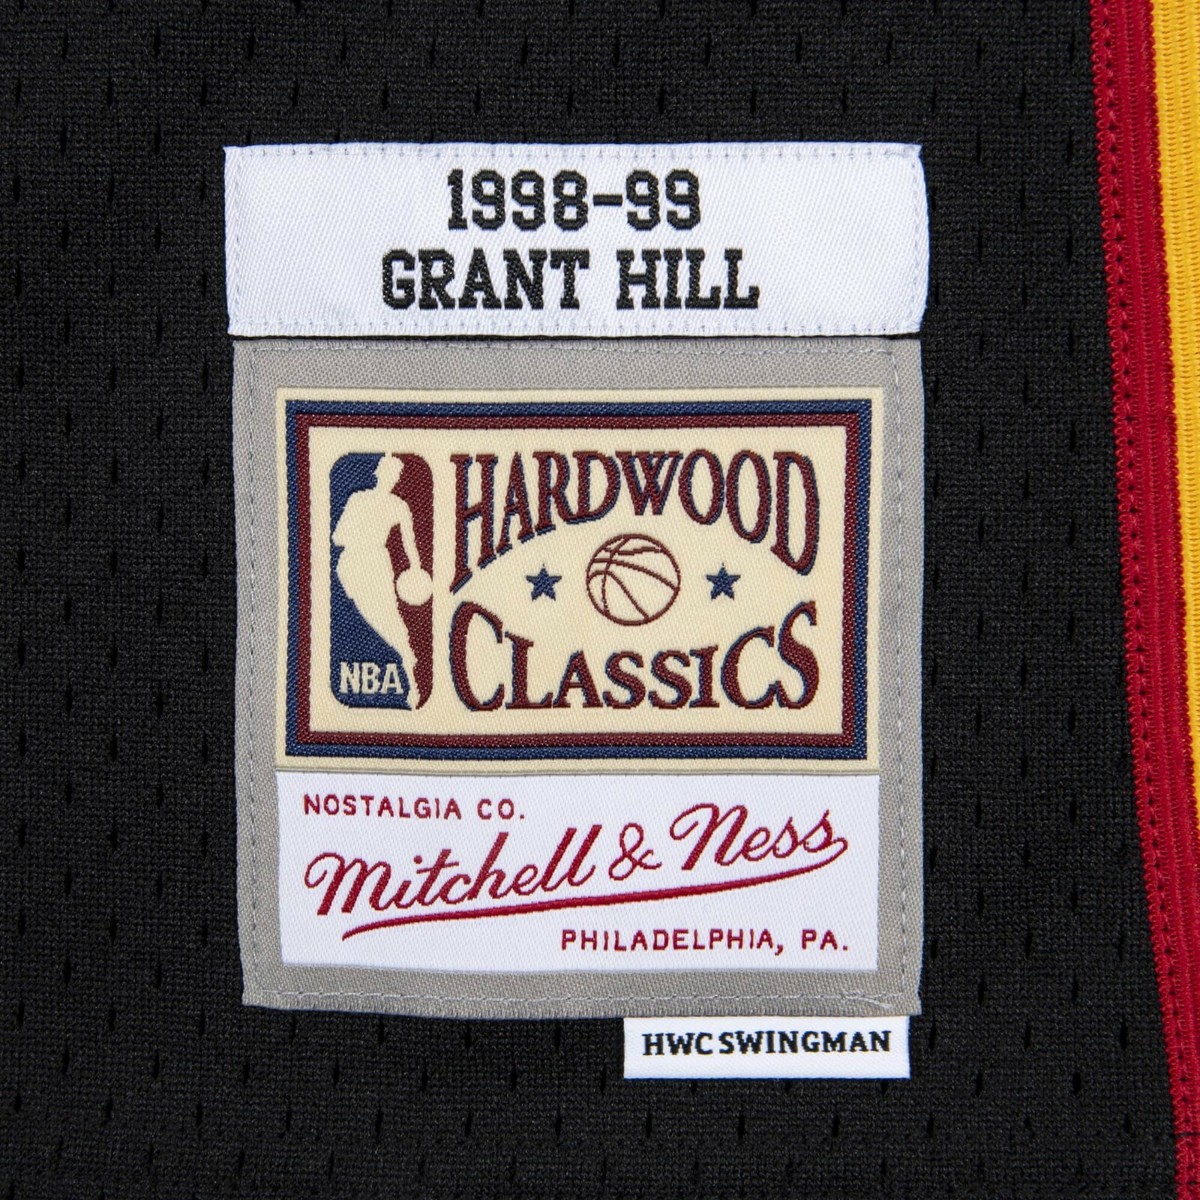 1998-99
GRANT HILL
HARDWOOD
CLASSICS
NBA
NOSTALGIA CO.
Mitchell & Ness
PHILADELPHIA, PA.
HWC SWINGMAN